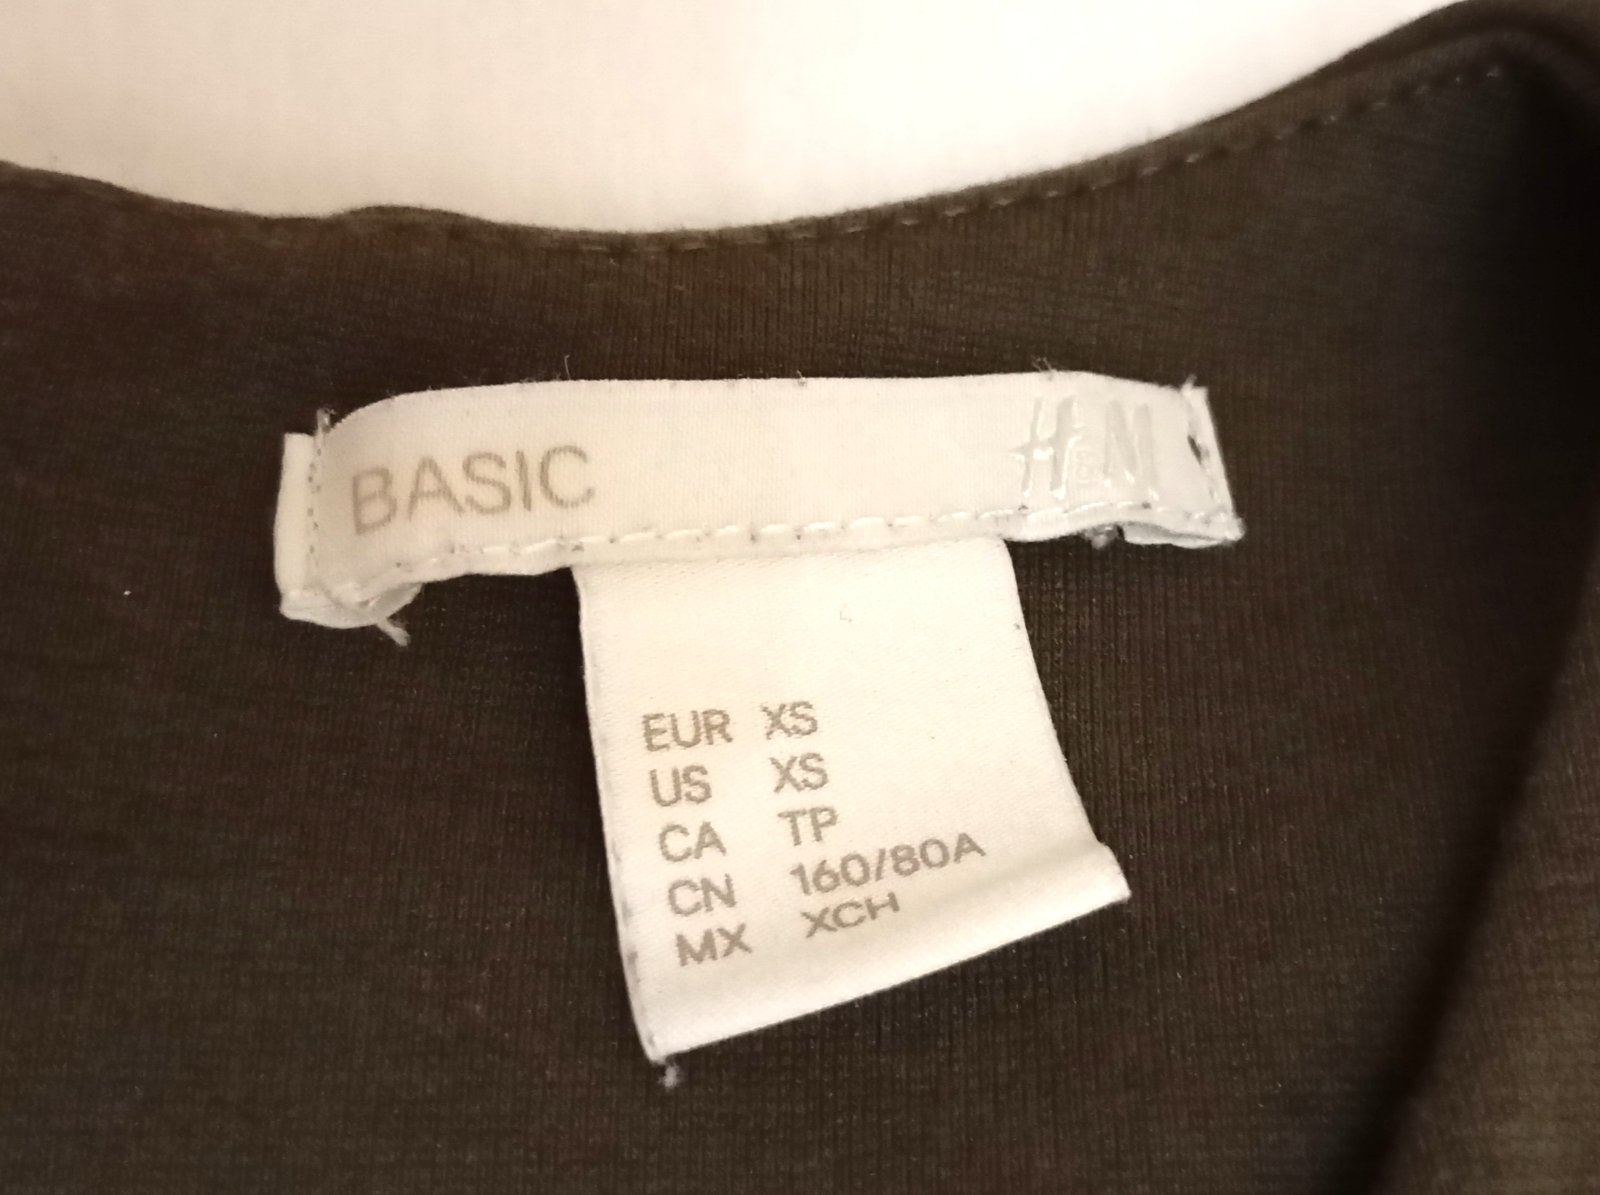 BASIC H&M
EUR XS
US XS
CA TP
CN 160/80A
MX XCH